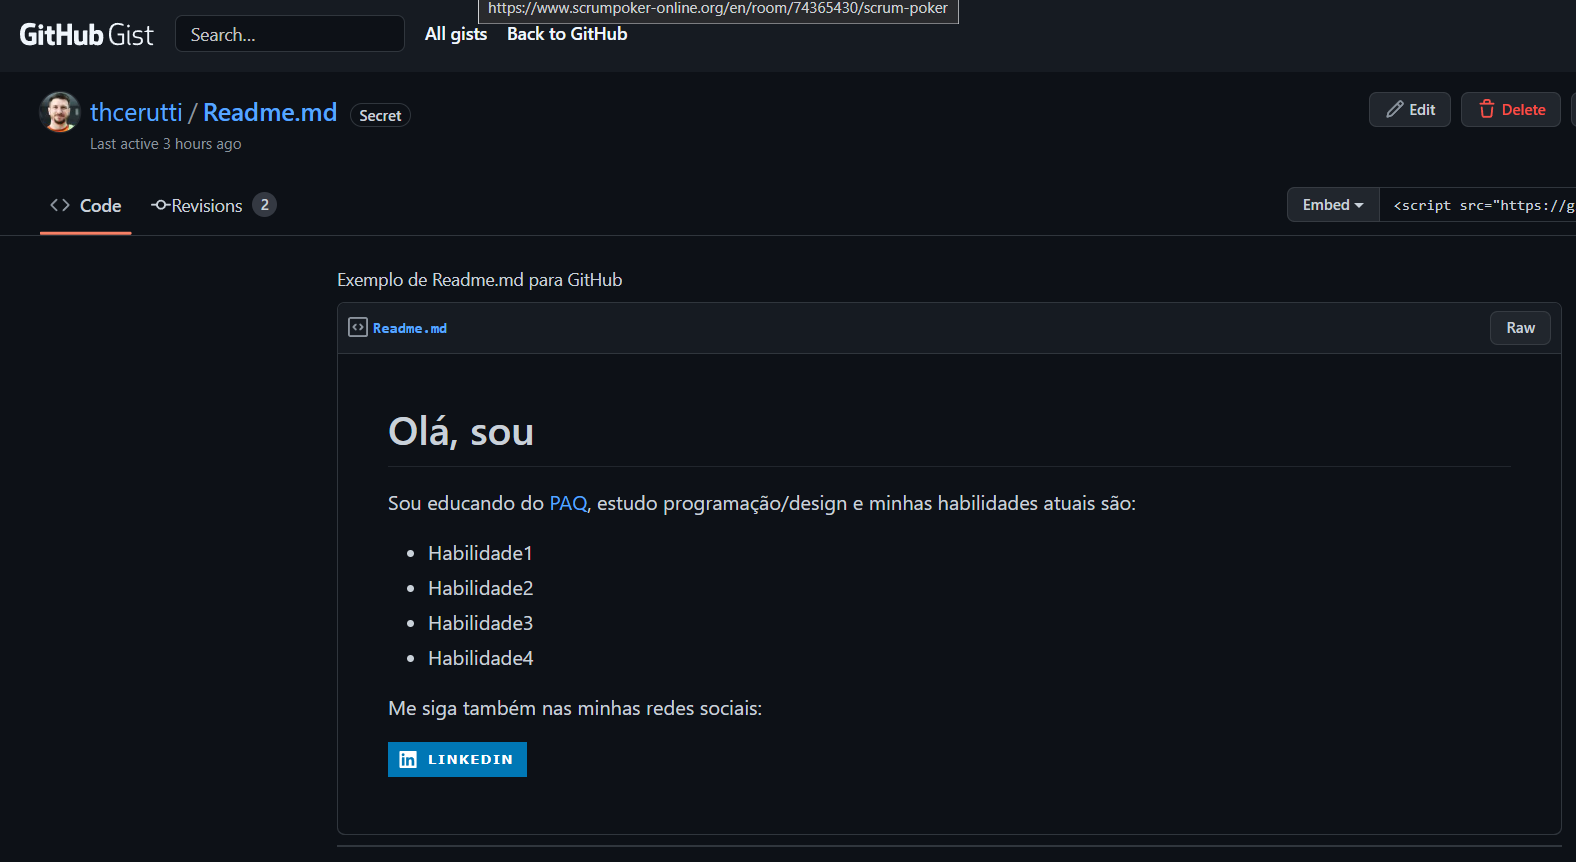 https://www.scrumpoker-online.org/en/room/74365430/scrum-poker
GitHub Gist Search... All gists Back to GitHub
thcerutti / Readme.md Secret
Edit Delete
Last active 3 hours ago
Code Revisions 2
Embed <script src="https://g
Exemplo de Readme.md para GitHub
Readme.md
Raw
Olá, sou
Sou educando do PAQ, estudo programação/design e minhas habilidades atuais são:
• Habilidade1
• Habilidade2
• Habilidade3
• Habilidade4
Me siga também nas minhas redes sociais:
in LINKEDIN